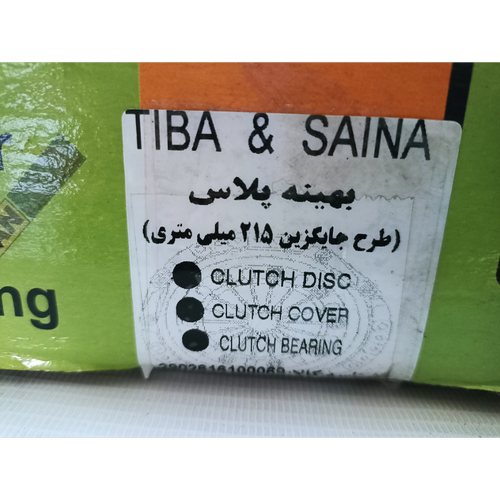 TIBA & SAINA
بهینه پلاس
(طرح جایگزین ۲۱۵ میلی متری)
CLUTCH DISC
CLUTCH COVER
CLUTCH BEARING
ng